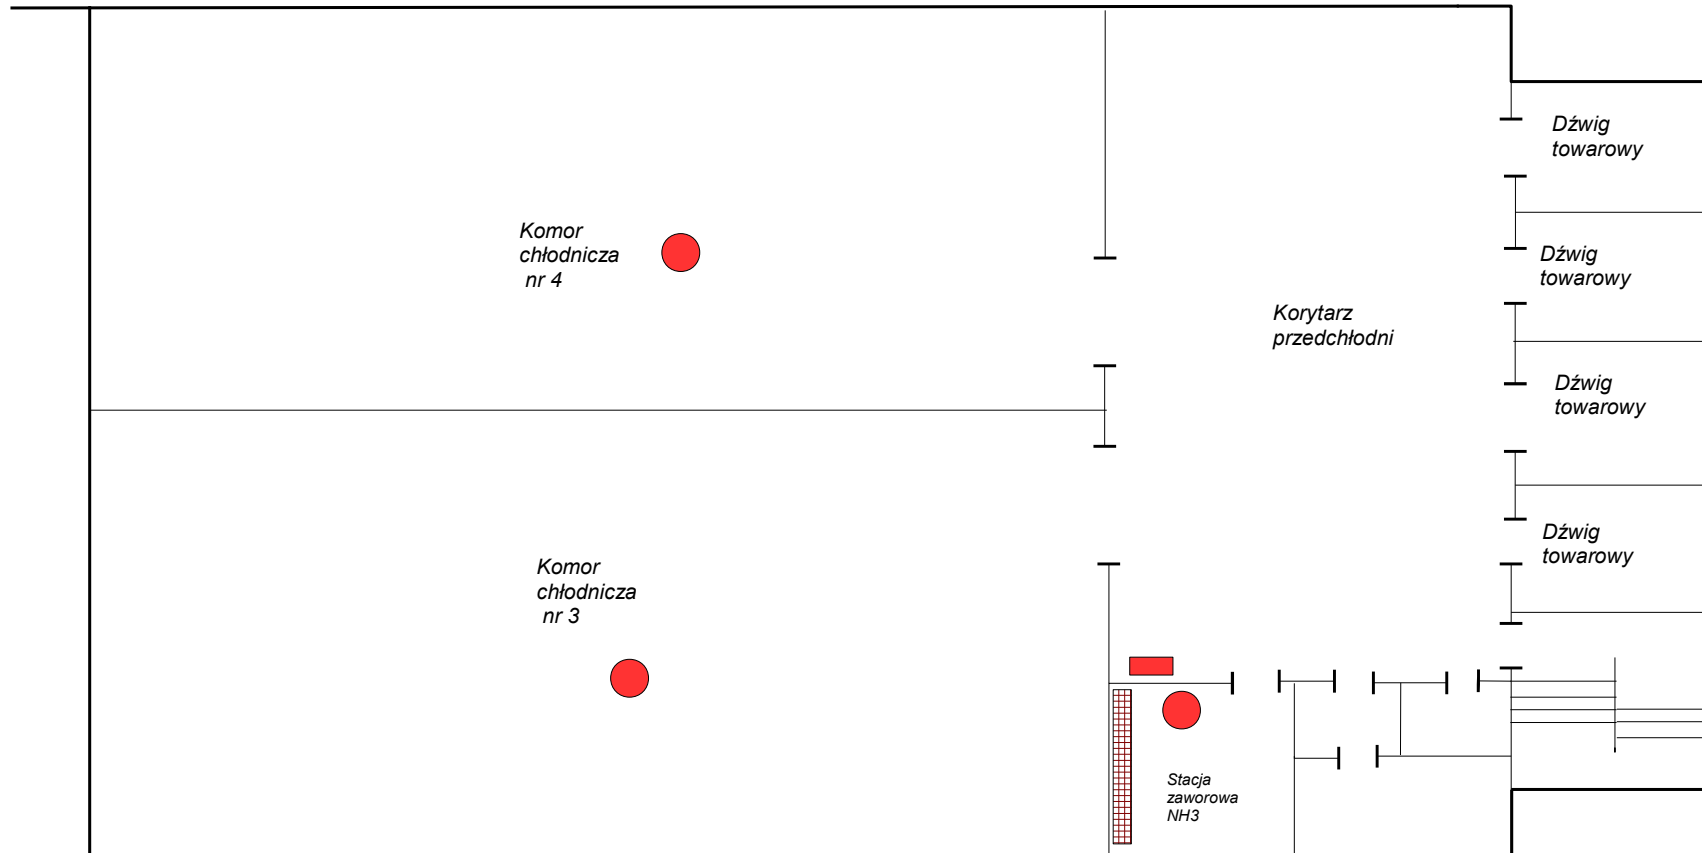 Dźwig
towarowy
Komor
chłodnicza
nr 4
Dźwig
towarowy
Korytarz
przedchłodni
Dźwig
towarowy
Dźwig
towarowy
Komor
chłodnicza
nr 3
Stacja
zaworowa
NH3